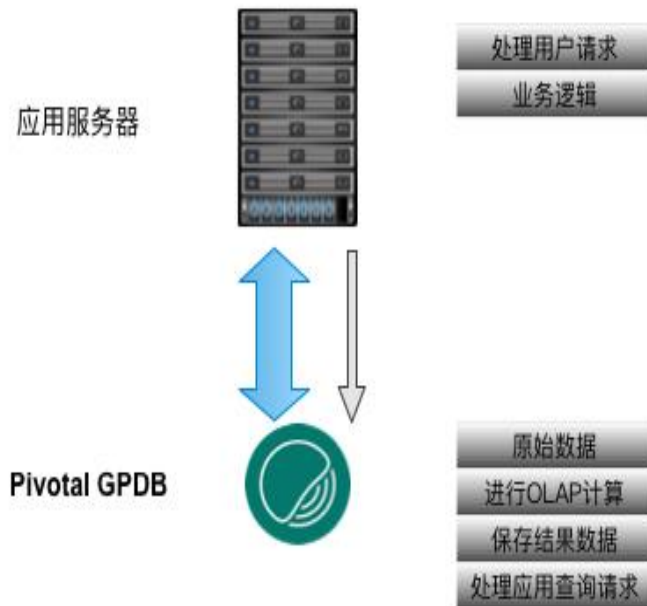 处理用户请求
业务逻辑
应用服务器
原始数据
Pivotal GPDB
进行OLAP计算
保存结果数据
处理应用查询请求